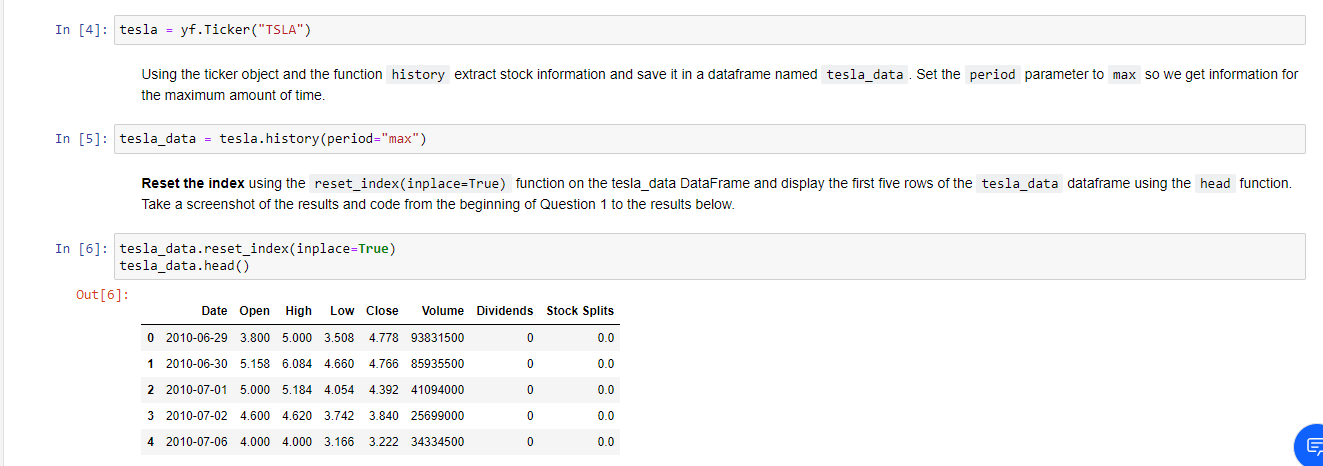 In [4]: tesla = yf.Ticker("TSLA")
Using the ticker object and the function history extract stock information and save it in a dataframe named tesla_data . Set the period parameter to max so we get information for
the maximum amount of time.
In [5]: tesla_data = tesla.history(period="max")
Reset the index using the reset_index(inplace=True) function on the tesla_data DataFrame and display the first five rows of the tesla_data dataframe using the head function.
Take a screenshot of the results and code from the beginning of Question 1 to the results below.
In [6]: tesla_data.reset_index(inplace=True)
tesla_data.head()
Out[6]:
Date Open High Low Close Volume Dividends Stock Splits
0 2010-06-29 3.800 5.000 3.508 4.778 93831500 0 0.0
1 2010-06-30 5.158 6.084 4.660 4.766 85935500 0 0.0
2 2010-07-01 5.000 5.184 4.054 4.392 41094000 0 0.0
3 2010-07-02 4.600 4.620 3.742 3.840 25699000 0 0.0
4 2010-07-06 4.000 4.000 3.166 3.222 34334500 0 0.0